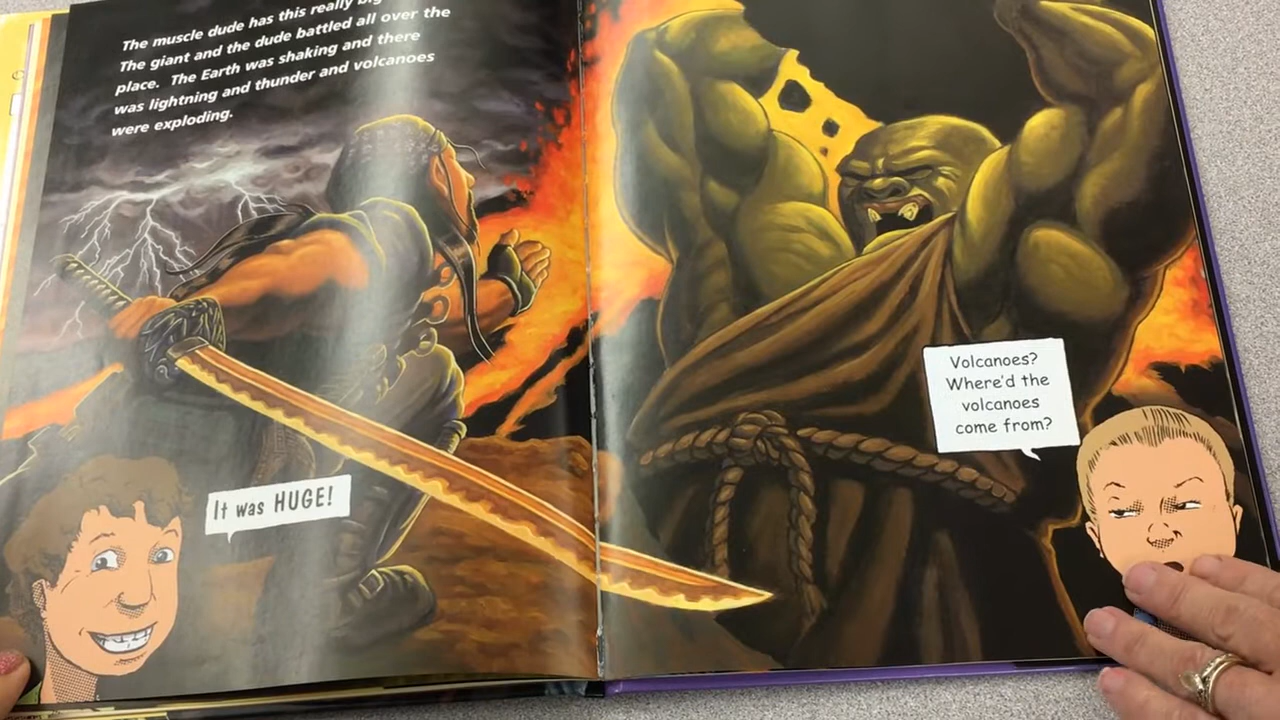 The muscle dude has this really big
The giant and the dude battled all over the
place. The Earth was shaking and there
was lightning and thunder and volcanoes
were exploding.
It was HUGE!
Volcanoes?
Where'd the
volcanoes
come from?